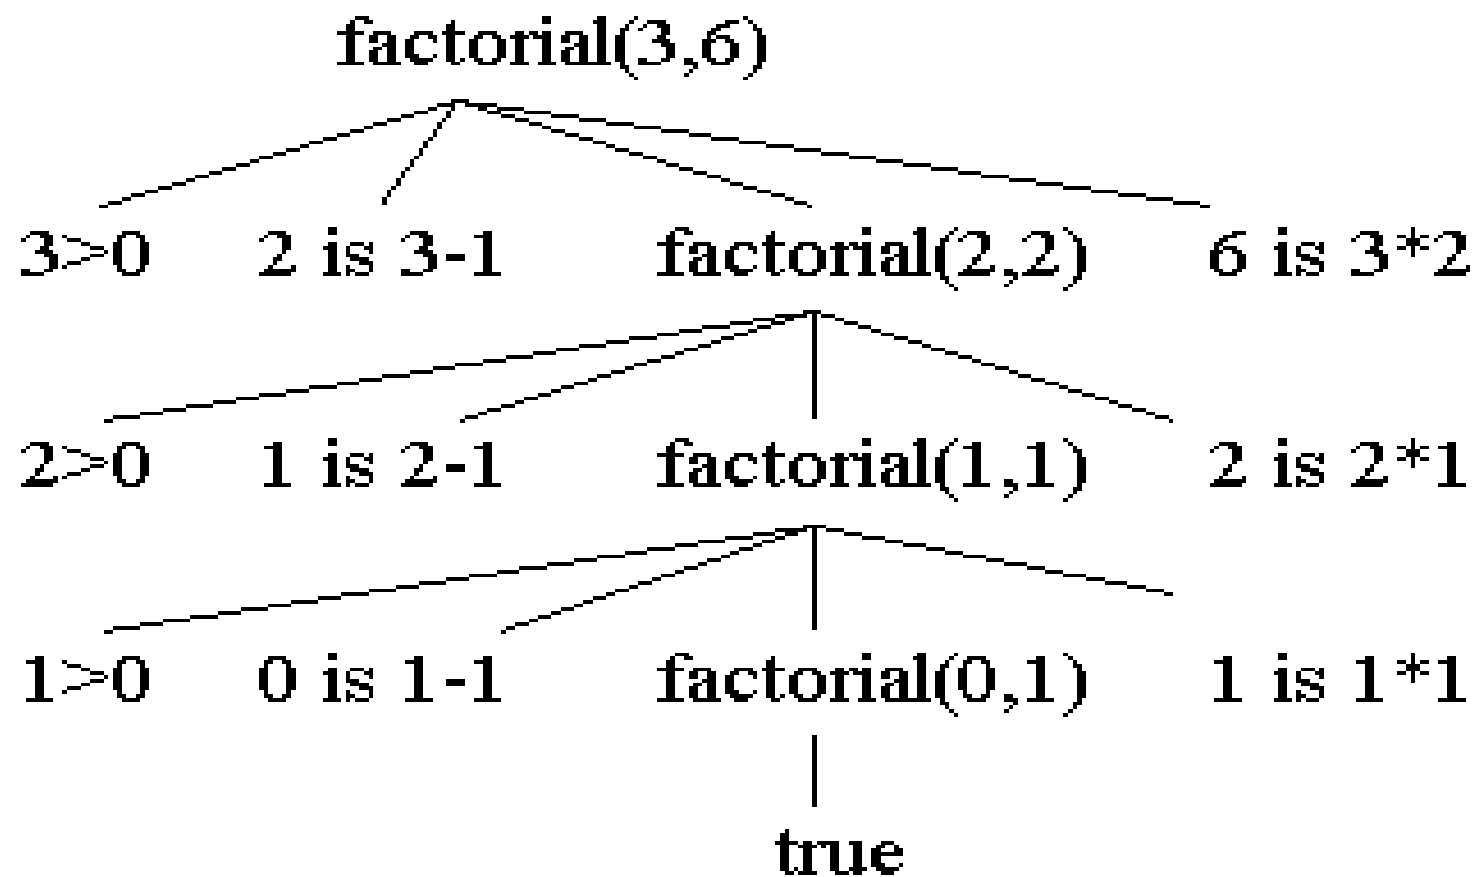 factorial(3,6)
3>0 2 is 3-1 factorial(2,2) 6 is 3*2
2>0 1 is 2-1 factorial(1,1) 2 is 2*1
1>0 0 is 1-1 factorial(0,1) 1 is 1*1
true